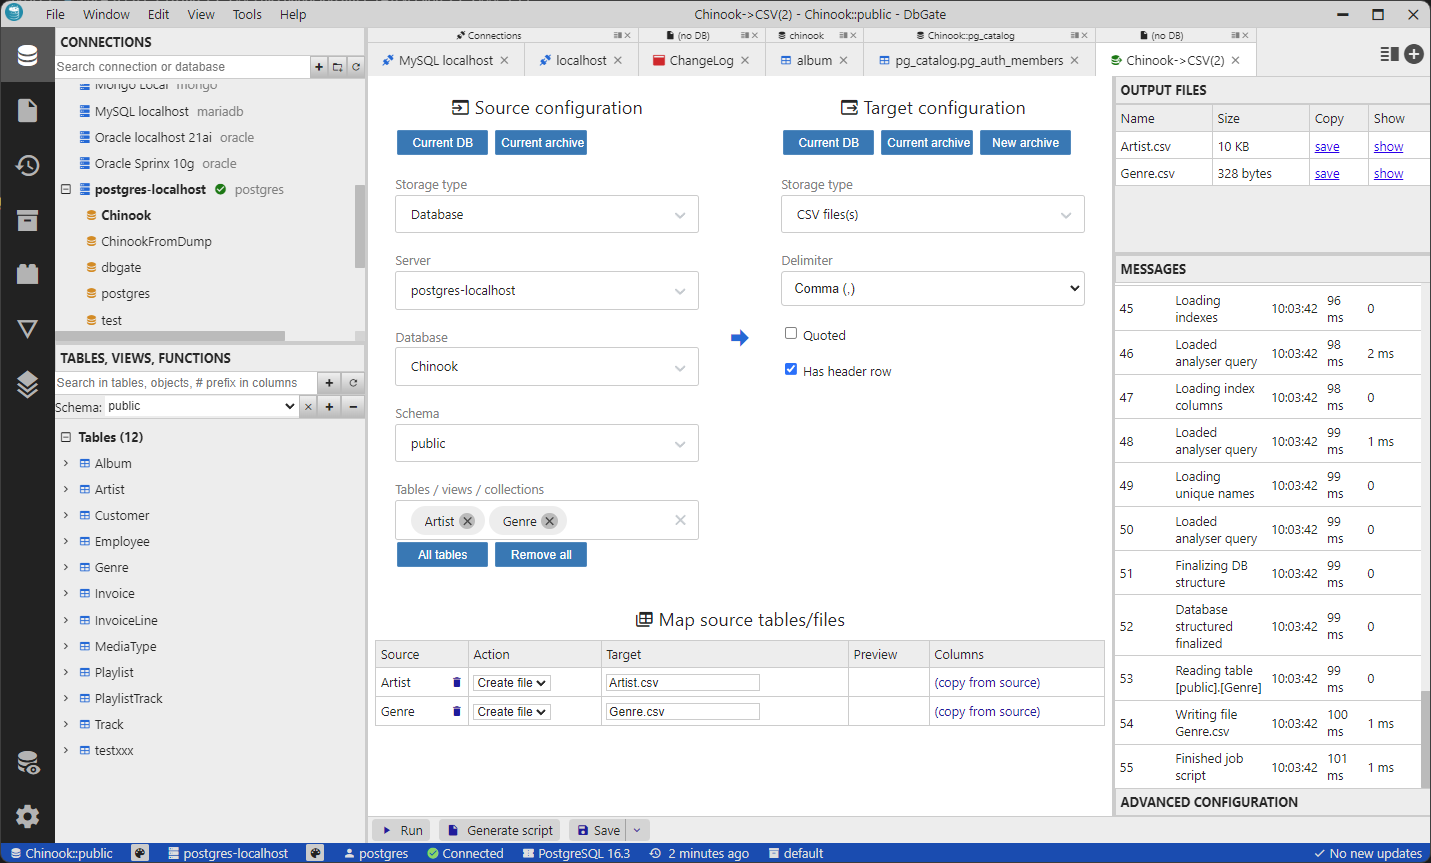 File Window Edit View Tools Help
Chinook->CSV(2) - Chinook::public - DbGate
CONNECTIONS
Search connection or database
Mongo Local mongo
MySQL localhost mariadb
Oracle localhost 21ai oracle
Oracle Sprinx 10g oracle
postgres-localhost postgres
Chinook
ChinookFromDump
dbgate
postgres
test
TABLES, VIEWS, FUNCTIONS
Search in tables, objects, # prefix in columns
Schema: public
Tables (12)
Album
Artist
Customer
Employee
Genre
Invoice
InvoiceLine
MediaType
Playlist
PlaylistTrack
Track
testxxx
Connections (no DB) chinook Chinook::pg_catalog (no DB)
MySQL localhost localhost ChangeLog album pg_catalog.pg_auth_members Chinook->CSV(2)
Source configuration
Current DB Current archive
Storage type
Database
Server
postgres-localhost
Database
Chinook
Schema
public
Tables / views / collections
Artist Genre
All tables Remove all
Target configuration
Current DB Current archive New archive
Storage type
CSV files(s)
Delimiter
Comma (,)
Quoted
Has header row
Map source tables/files
Source Action Target Preview Columns
Artist Create file Artist.csv (copy from source)
Genre Create file Genre.csv (copy from source)
Run Generate script Save
OUTPUT FILES
Name Size Copy Show
Artist.csv 10 KB save show
Genre.csv 328 bytes save show
MESSAGES
45 Loading indexes 10:03:42 96 ms 0
46 Loaded analyser query 10:03:42 98 ms 2 ms
47 Loading index columns 10:03:42 98 ms 0
48 Loaded analyser query 10:03:42 99 ms 1 ms
49 Loading unique names 10:03:42 99 ms 0
50 Loaded analyser query 10:03:42 99 ms 0
51 Finalizing DB structure 10:03:42 99 ms 0
52 Database structured finalized 10:03:42 99 ms 0
53 Reading table [public].[Genre] 10:03:42 99 ms 0
54 Writing file Genre.csv 10:03:42 100 ms 1 ms
55 Finished job script 10:03:42 101 ms 1 ms
ADVANCED CONFIGURATION
Chinook::public postgres-localhost postgres Connected PostgreSQL 16.3 2 minutes ago default No new updates